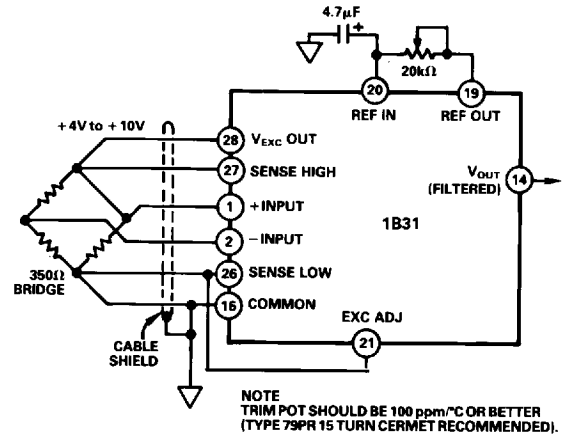 4.7µF
+
20kΩ
20
19
REF IN
REF OUT
+4V to +10V
28
VEXC OUT
27
SENSE HIGH
1
+INPUT
2
−INPUT
26
SENSE LOW
16
COMMON
VOUT
(FILTERED)
14
1B31
350Ω
BRIDGE
CABLE
SHIELD
EXC ADJ
21
NOTE
TRIM POT SHOULD BE 100 ppm/°C OR BETTER
(TYPE 79PR 15 TURN CERMET RECOMMENDED).